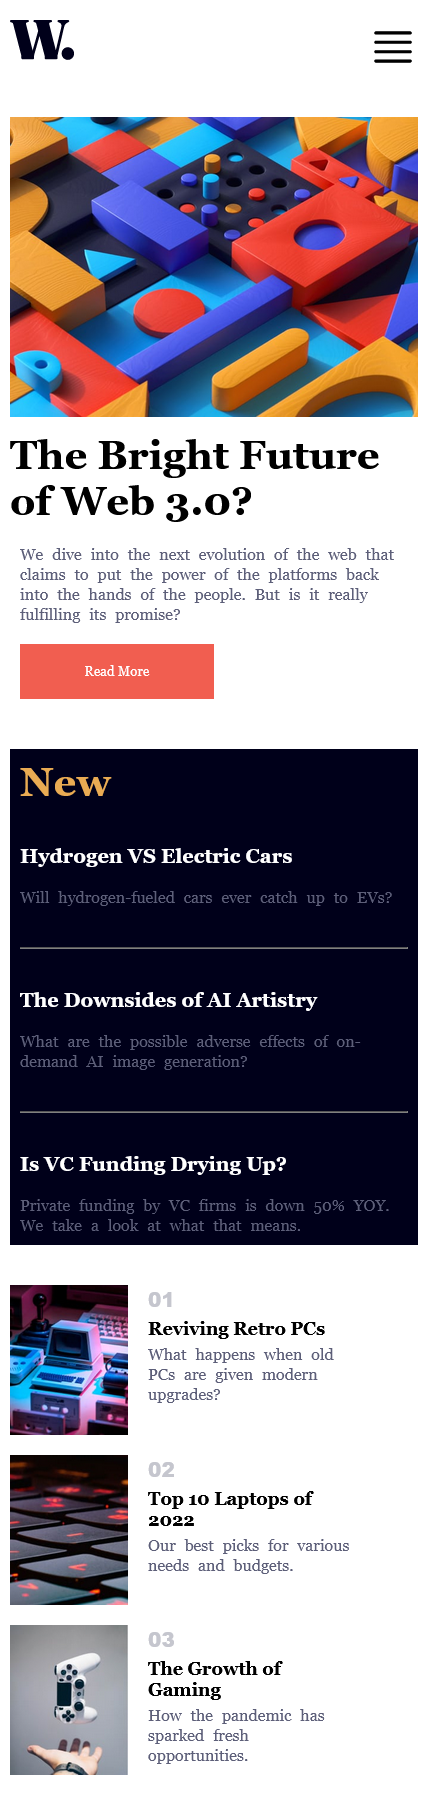 W.
The Bright Future
of Web 3.0?
We dive into the next evolution of the web that
claims to put the power of the platforms back
into the hands of the people. But is it really
fulfilling its promise?
Read More
New
Hydrogen VS Electric Cars
Will hydrogen-fueled cars ever catch up to EVs?
The Downsides of AI Artistry
What are the possible adverse effects of on-
demand AI image generation?
Is VC Funding Drying Up?
Private funding by VC firms is down 50% YOY.
We take a look at what that means.
01
Reviving Retro PCs
What happens when old
PCs are given modern
upgrades?
02
Top 10 Laptops of
2022
Our best picks for various
needs and budgets.
03
The Growth of
Gaming
How the pandemic has
sparked fresh
opportunities.